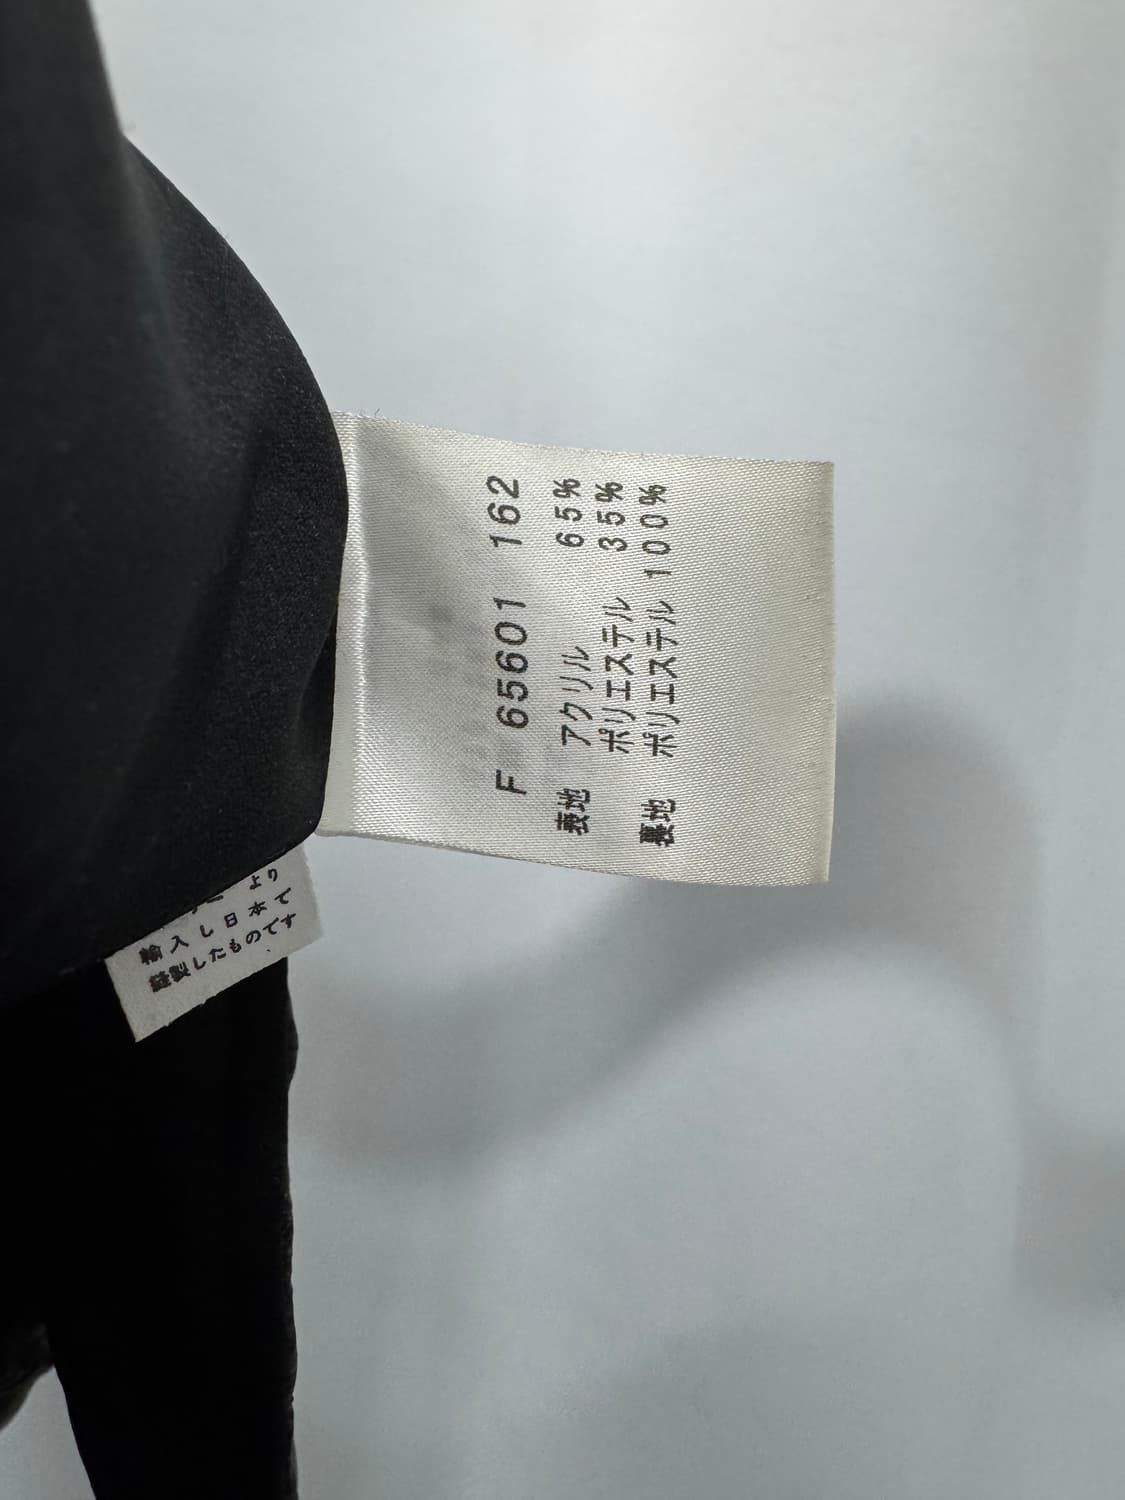 F 65601 162
表地 アクリル 65%
ポリエステル 35%
裏地 ポリエステル 100%
より
輸入し日本で
縫製したものです